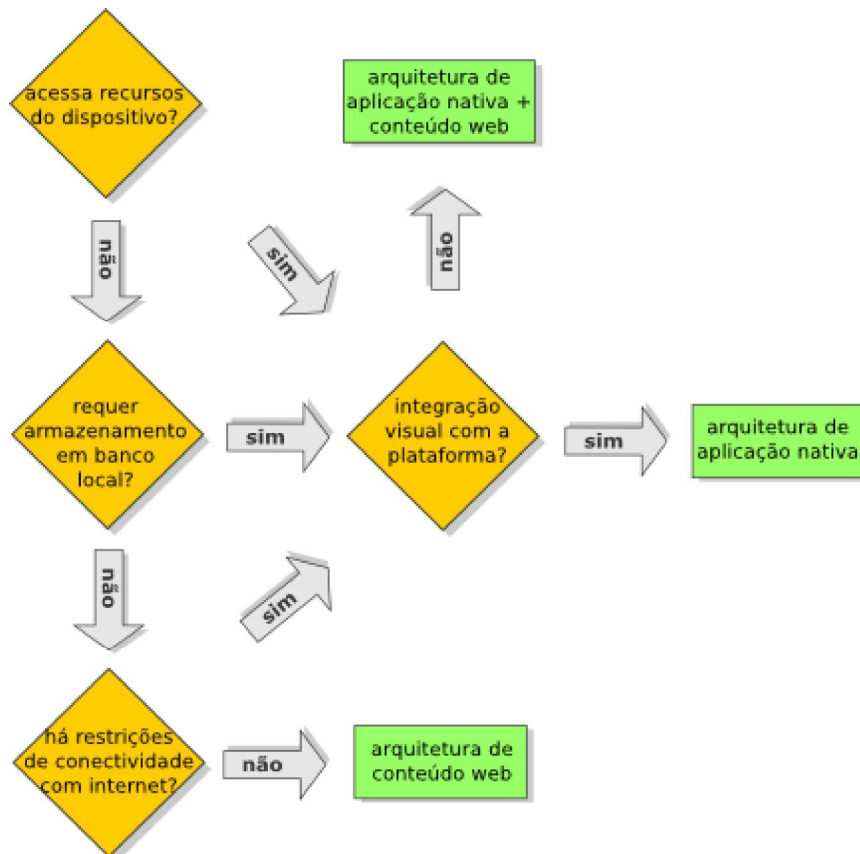 acessa recursos
do dispositivo?
arquitetura de
aplicação nativa +
conteúdo web
não
sim
não
requer
armazenamento
em banco
local?
sim
integração
visual com a
plataforma?
sim
arquitetura de
aplicação nativa
não
sim
há restrições
de conectividade
com internet?
não
arquitetura de
conteúdo web